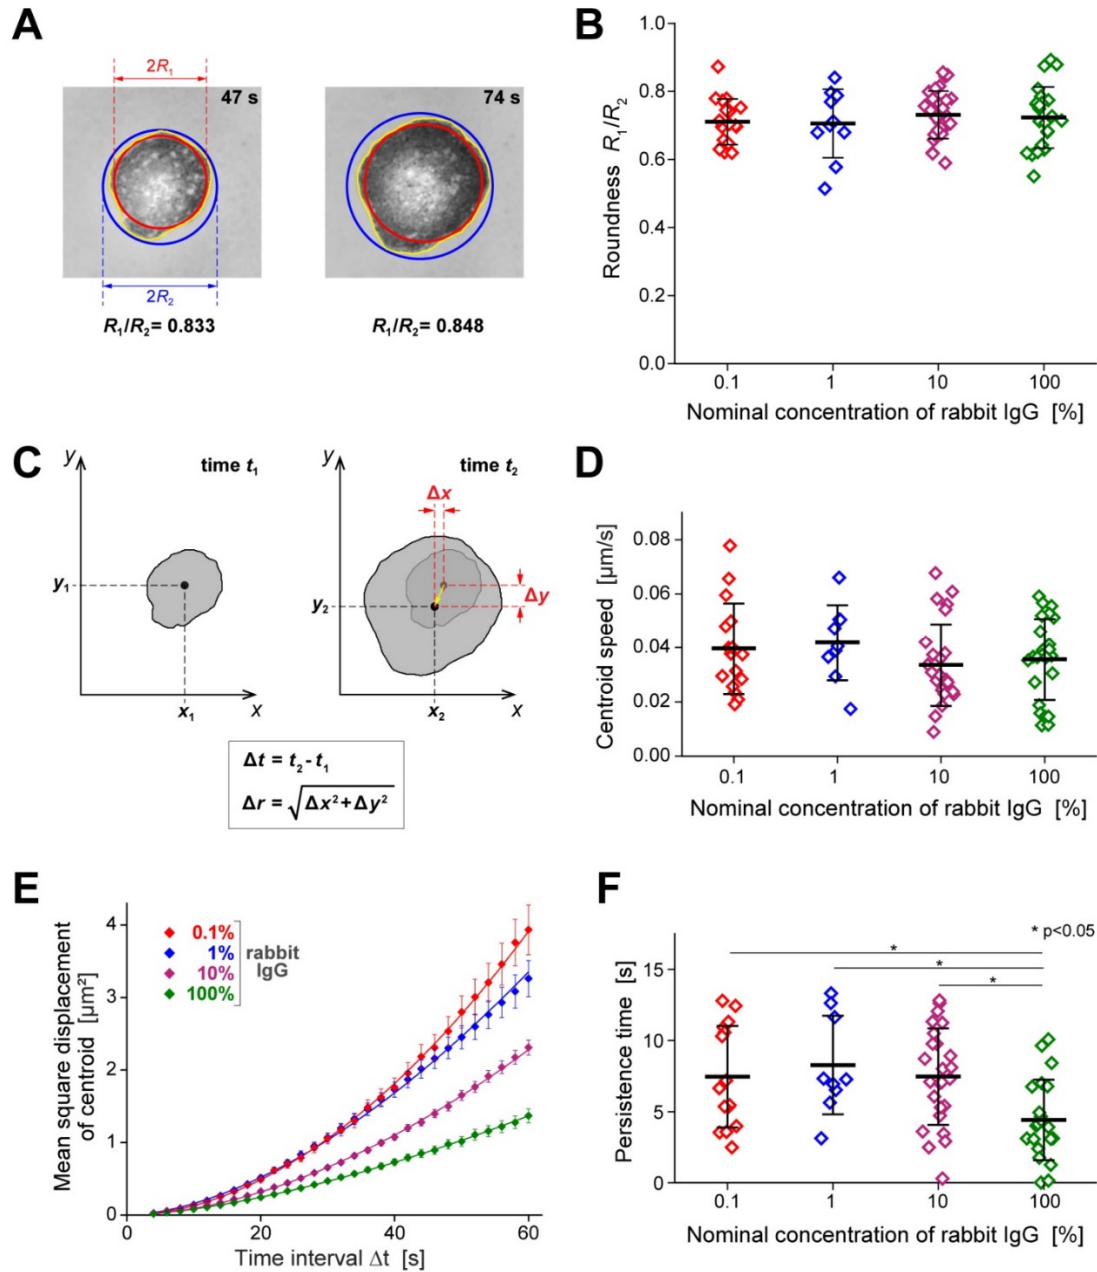 A
2R₁
47 s
2R₂
R₁/R₂= 0.833
74 s
R₁/R₂= 0.848
B
Roundness R₁/R₂
1.0
0.8
0.6
0.4
0.2
0.0
0.1 1 10 100
Nominal concentration of rabbit IgG [%]
C
y
time t₁
y₁
x₁
x
y
time t₂
Δx
Δy
y₂
x₂
x
Δt = t₂ - t₁
Δr = √Δx² + Δy²
D
Centroid speed [µm/s]
0.08
0.06
0.04
0.02
0.00
0.1 1 10 100
Nominal concentration of rabbit IgG [%]
E
Mean square displacement
of centroid [µm²]
4
3
2
1
0
0.1%
1%
10%
100%
rabbit
IgG
0 20 40 60
Time interval Δt [s]
F
* p<0.05
*
*
*
Persistence time [s]
15
10
5
0
0.1 1 10 100
Nominal concentration of rabbit IgG [%]